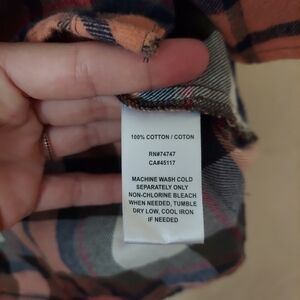 100% COTTON / COTON
RN#74747
CA#45117
MACHINE WASH COLD
SEPARATELY ONLY
NON-CHLORINE BLEACH
WHEN NEEDED, TUMBLE
DRY LOW, COOL IRON
IF NEEDED